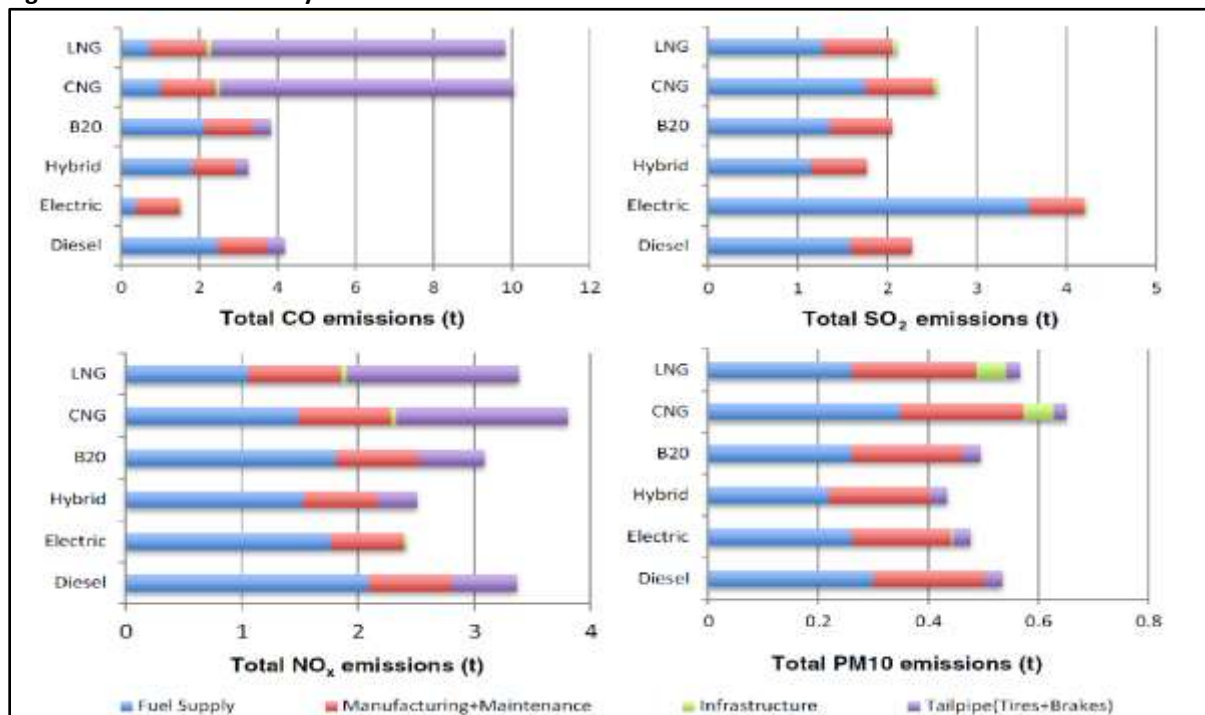 LNG
CNG
B20
Hybrid
Electric
Diesel
0 2 4 6 8 10 12
Total CO emissions (t)
LNG
CNG
B20
Hybrid
Electric
Diesel
0 1 2 3 4 5
Total SO₂ emissions (t)
LNG
CNG
B20
Hybrid
Electric
Diesel
0 1 2 3 4
Total NOₓ emissions (t)
LNG
CNG
B20
Hybrid
Electric
Diesel
0 0.2 0.4 0.6 0.8
Total PM10 emissions (t)
Fuel Supply Manufacturing+Maintenance Infrastructure Tailpipe(Tires+Brakes)